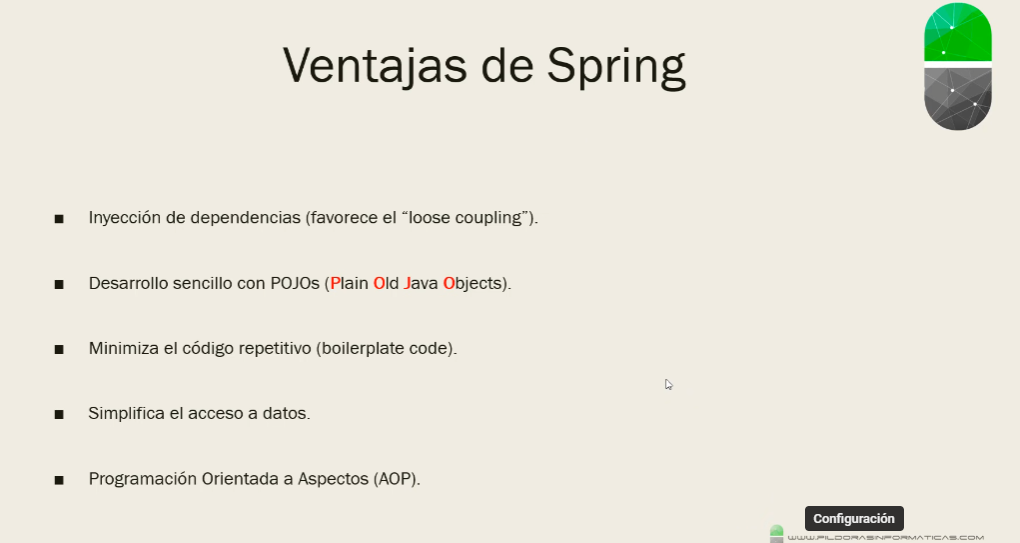 Ventajas de Spring
■ Inyección de dependencias (favorece el “loose coupling”).
■ Desarrollo sencillo con POJOs (Plain Old Java Objects).
■ Minimiza el código repetitivo (boilerplate code).
■ Simplifica el acceso a datos.
■ Programación Orientada a Aspectos (AOP).
Configuración
WWW.PILDORASINFORMATICAS.COM